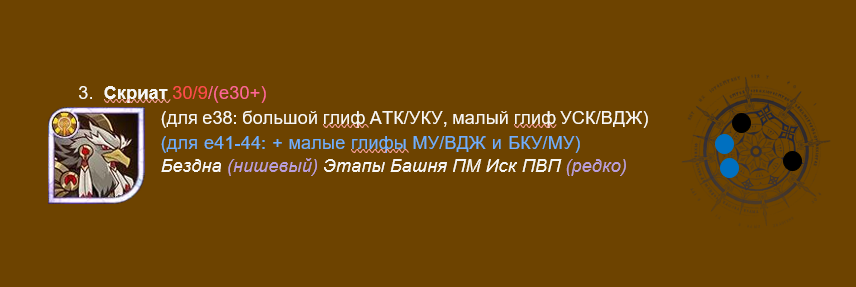 3. Скриат 30/9/(е30+)
(для е38: большой глиф АТК/УКУ, малый глиф УСК/ВДЖ)
(для е41-44: + малые глифы МУ/ВДЖ и БКУ/МУ)
Бездна (нишевый) Этапы Башня ПМ Иск ПВП (редко)